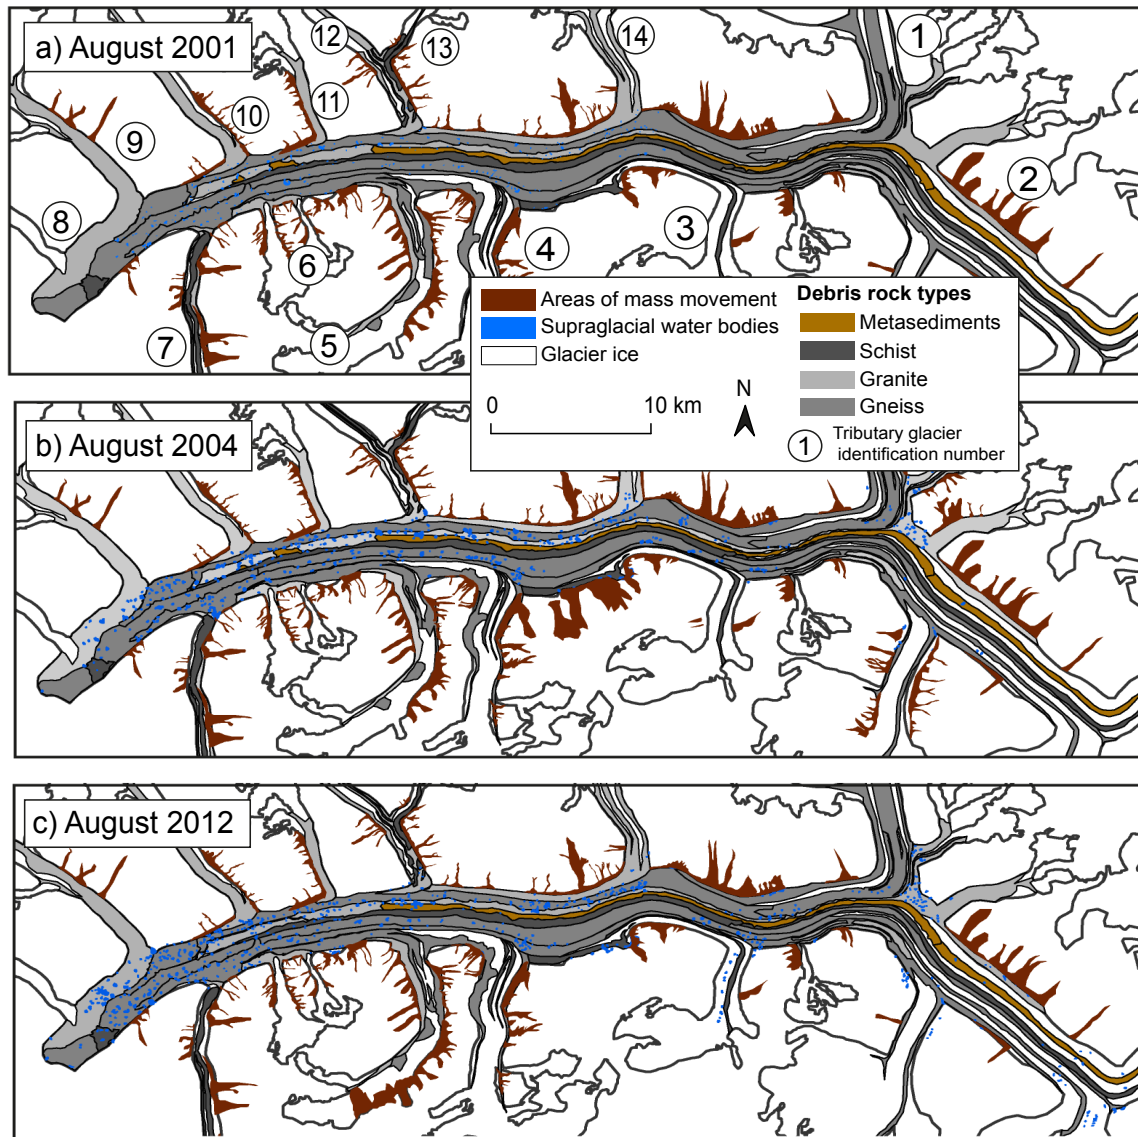 a) August 2001
12
13
14
1
11
10
9
2
8
3
4
6
5
7
Areas of mass movement
Supraglacial water bodies
Glacier ice
0 10 km
N
Debris rock types
Metasediments
Schist
Granite
Gneiss
1 Tributary glacier
identification number
b) August 2004
c) August 2012